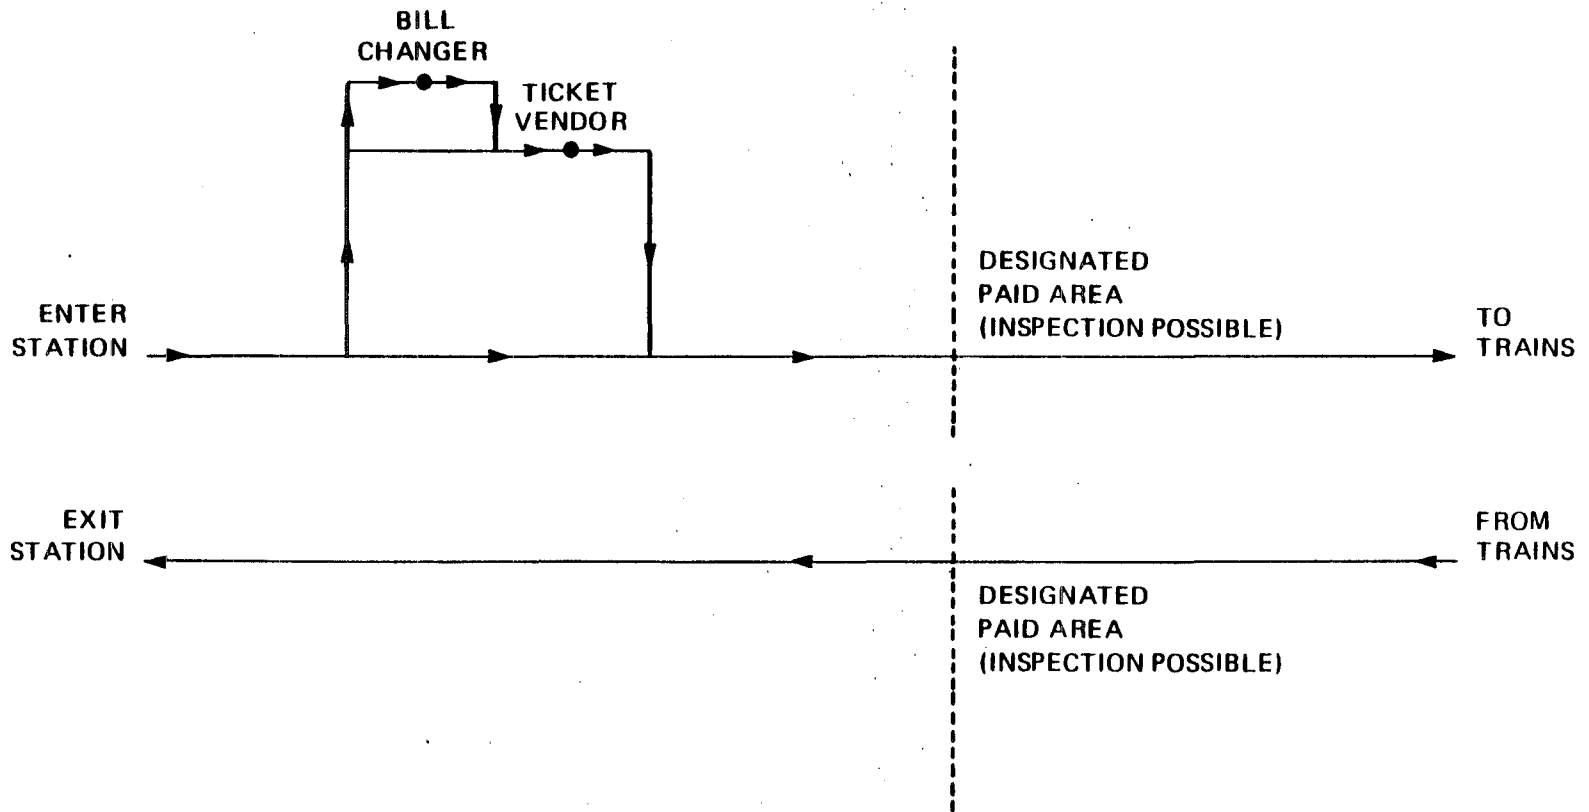 BILL
CHANGER
TICKET
VENDOR
DESIGNATED
PAID AREA
(INSPECTION POSSIBLE)
ENTER
STATION
TO
TRAINS
EXIT
STATION
FROM
TRAINS
DESIGNATED
PAID AREA
(INSPECTION POSSIBLE)